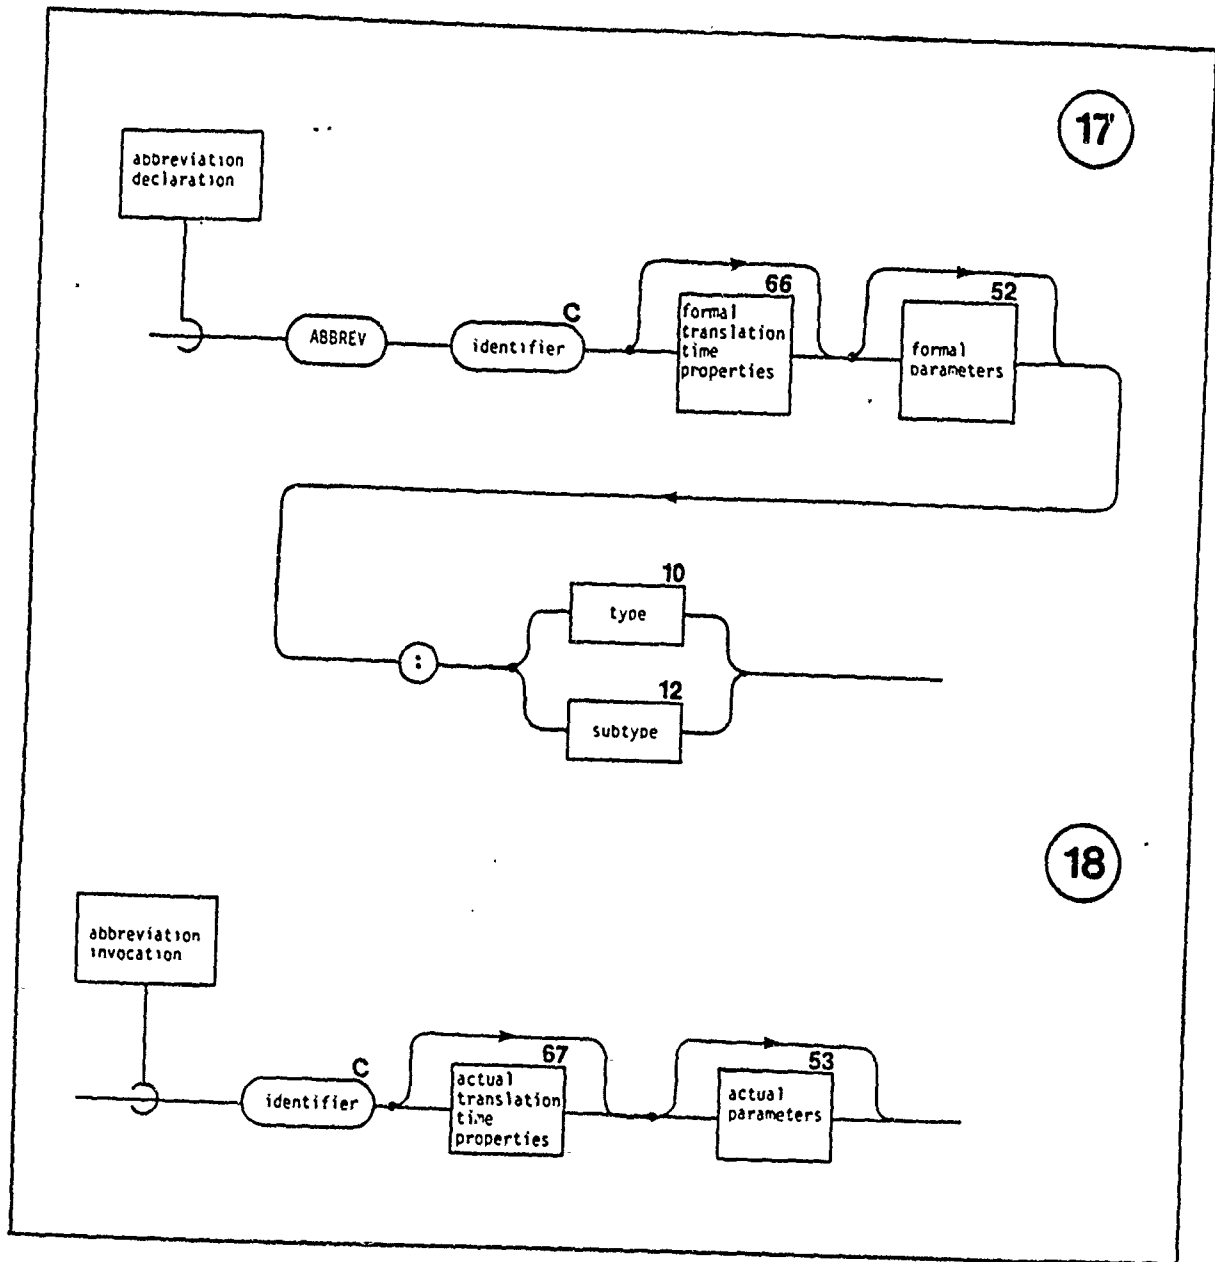 17
abbreviation
declaration
ABBREV
identifier
C
66
formal
translation
time
properties
52
formal
parameters
:
10
type
12
subtype
18
abbreviation
invocation
identifier
C
67
actual
translation
time
properties
53
actual
parameters